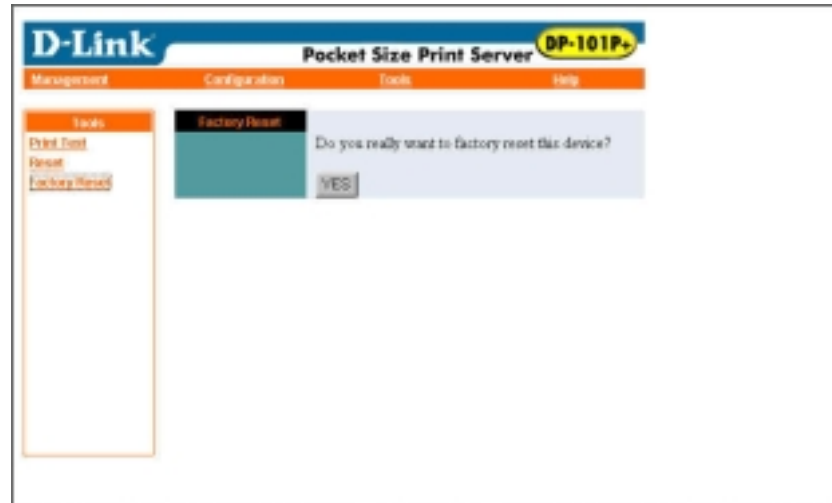 D-Link
Pocket Size Print Server DP-101P+
Management Configuration Tools Help
Tools
Print Test
Reset
Factory Reset
Factory Reset
Do you really want to factory reset this device?
YES